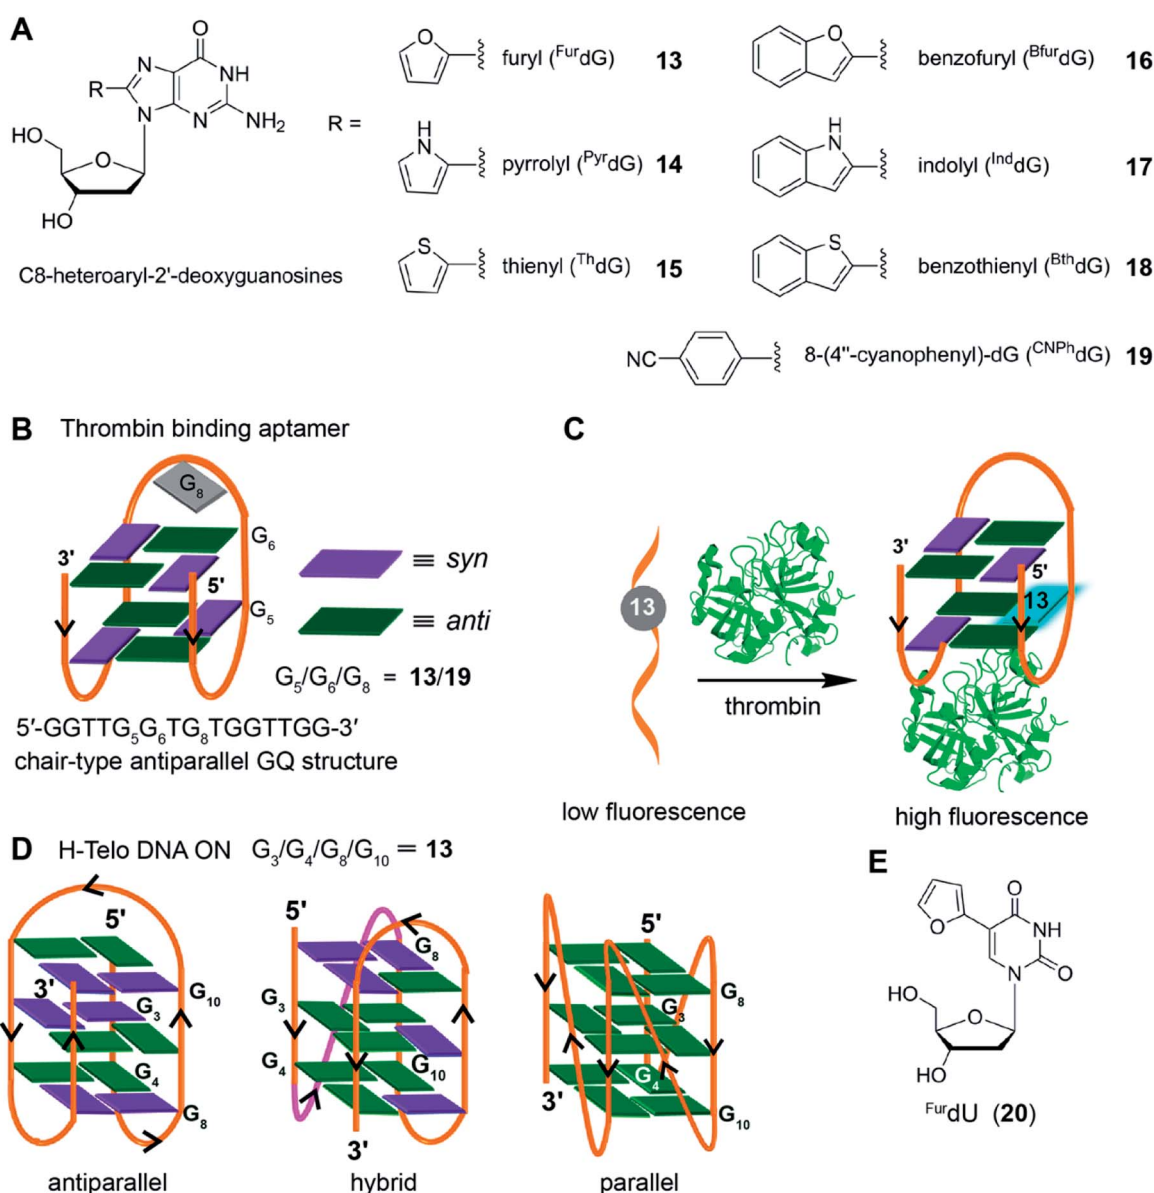 A
O
N
NH
R
N
N
NH₂
HO
O
HO
C8-heteroaryl-2'-deoxyguanosines
R =
O
furyl (ᶠᵘʳdG) 13
H
N
pyrrolyl (ᴾʸʳdG) 14
S
thienyl (ᵀʰdG) 15
O
benzofuryl (ᴮᶠᵘʳdG) 16
H
N
indolyl (ᴵⁿᵈdG) 17
S
benzothienyl (ᴮᵗʰdG) 18
NC
8-(4"-cyanophenyl)-dG (ᶜᴺᴾʰdG) 19
B Thrombin binding aptamer
G₈
G₆
3'
5'
G₅
≡ syn
≡ anti
G₅/G₆/G₈ = 13/19
5′-GGTTG₅G₆TG₈TGGTTGG-3′
chair-type antiparallel GQ structure
C
13
thrombin
3'
5'
13
low fluorescence
high fluorescence
D H-Telo DNA ON G₃/G₄/G₈/G₁₀ = 13
5'
3'
G₁₀
G₃
G₄
G₈
antiparallel
5'
G₈
G₃
G₄
G₁₀
3'
hybrid
5'
G₈
G₃
G₄
3'
G₁₀
parallel
E
O
O
NH
N
O
HO
O
HO
ᶠᵘʳdU (20)